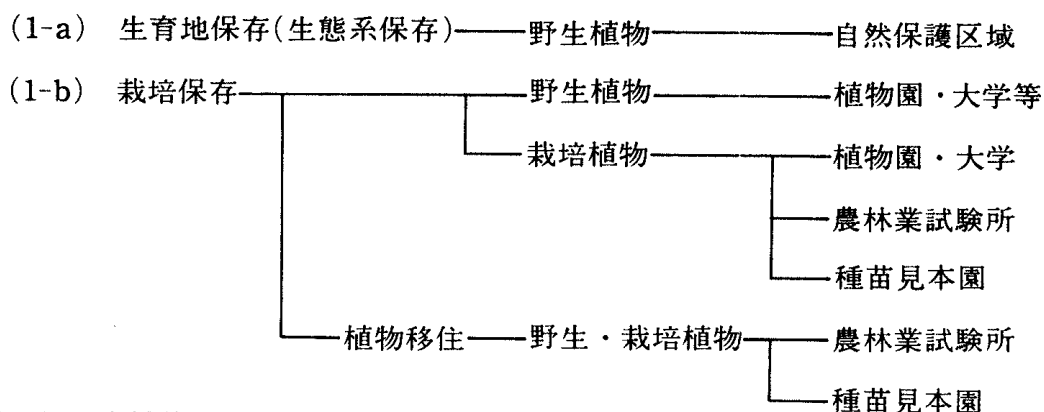 (1-a) 生育地保存(生態系保存) 野生植物 自然保護区域
(1-b) 栽培保存 野生植物 植物園・大学等
栽培植物 植物園・大学
農林業試験所
種苗見本園
植物移住 野生・栽培植物 農林業試験所
種苗見本園